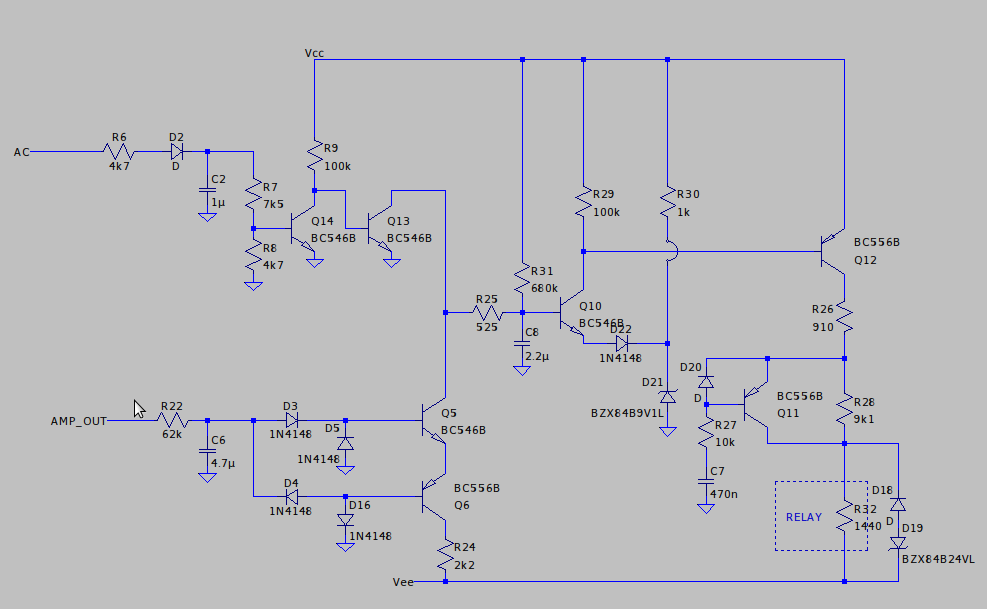 Vcc
AC
R6
4k7
D2
D
C2
1µ
R7
7k5
R8
4k7
R9
100k
Q14
BC546B
Q13
BC546B
R29
100k
R30
1k
BC556B
Q12
R31
680k
R25
525
C8
2.2µ
Q10
BC546B
D22
1N4148
R26
910
D21
BZX84B9V1L
D20
D
BC556B
Q11
R28
9k1
R27
10k
C7
470n
AMP_OUT
R22
62k
C6
4.7µ
D3
1N4148
D5
1N4148
Q5
BC546B
D4
1N4148
D16
1N4148
BC556B
Q6
R24
2k2
RELAY
R32
1440
D18
D
D19
BZX84B24VL
Vee